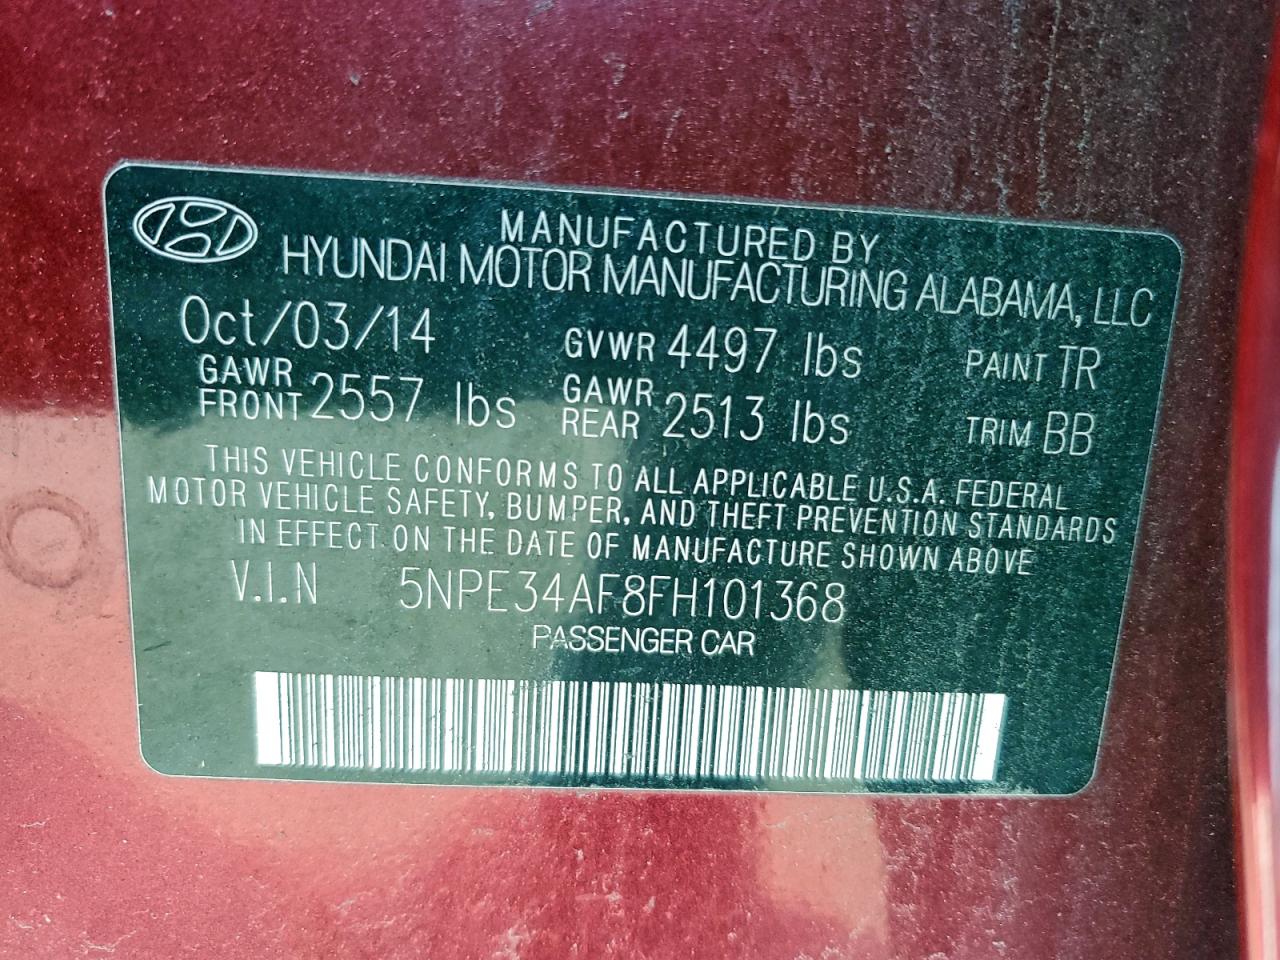 MANUFACTURED BY
HYUNDAI MOTOR MANUFACTURING ALABAMA, LLC
Oct/03/14 GVWR 4497 lbs PAINT TR
GAWR FRONT 2557 lbs GAWR REAR 2513 lbs TRIM BB
THIS VEHICLE CONFORMS TO ALL APPLICABLE U.S.A. FEDERAL
MOTOR VEHICLE SAFETY, BUMPER, AND THEFT PREVENTION STANDARDS
IN EFFECT ON THE DATE OF MANUFACTURE SHOWN ABOVE
V.I.N 5NPE34AF8FH101368
PASSENGER CAR